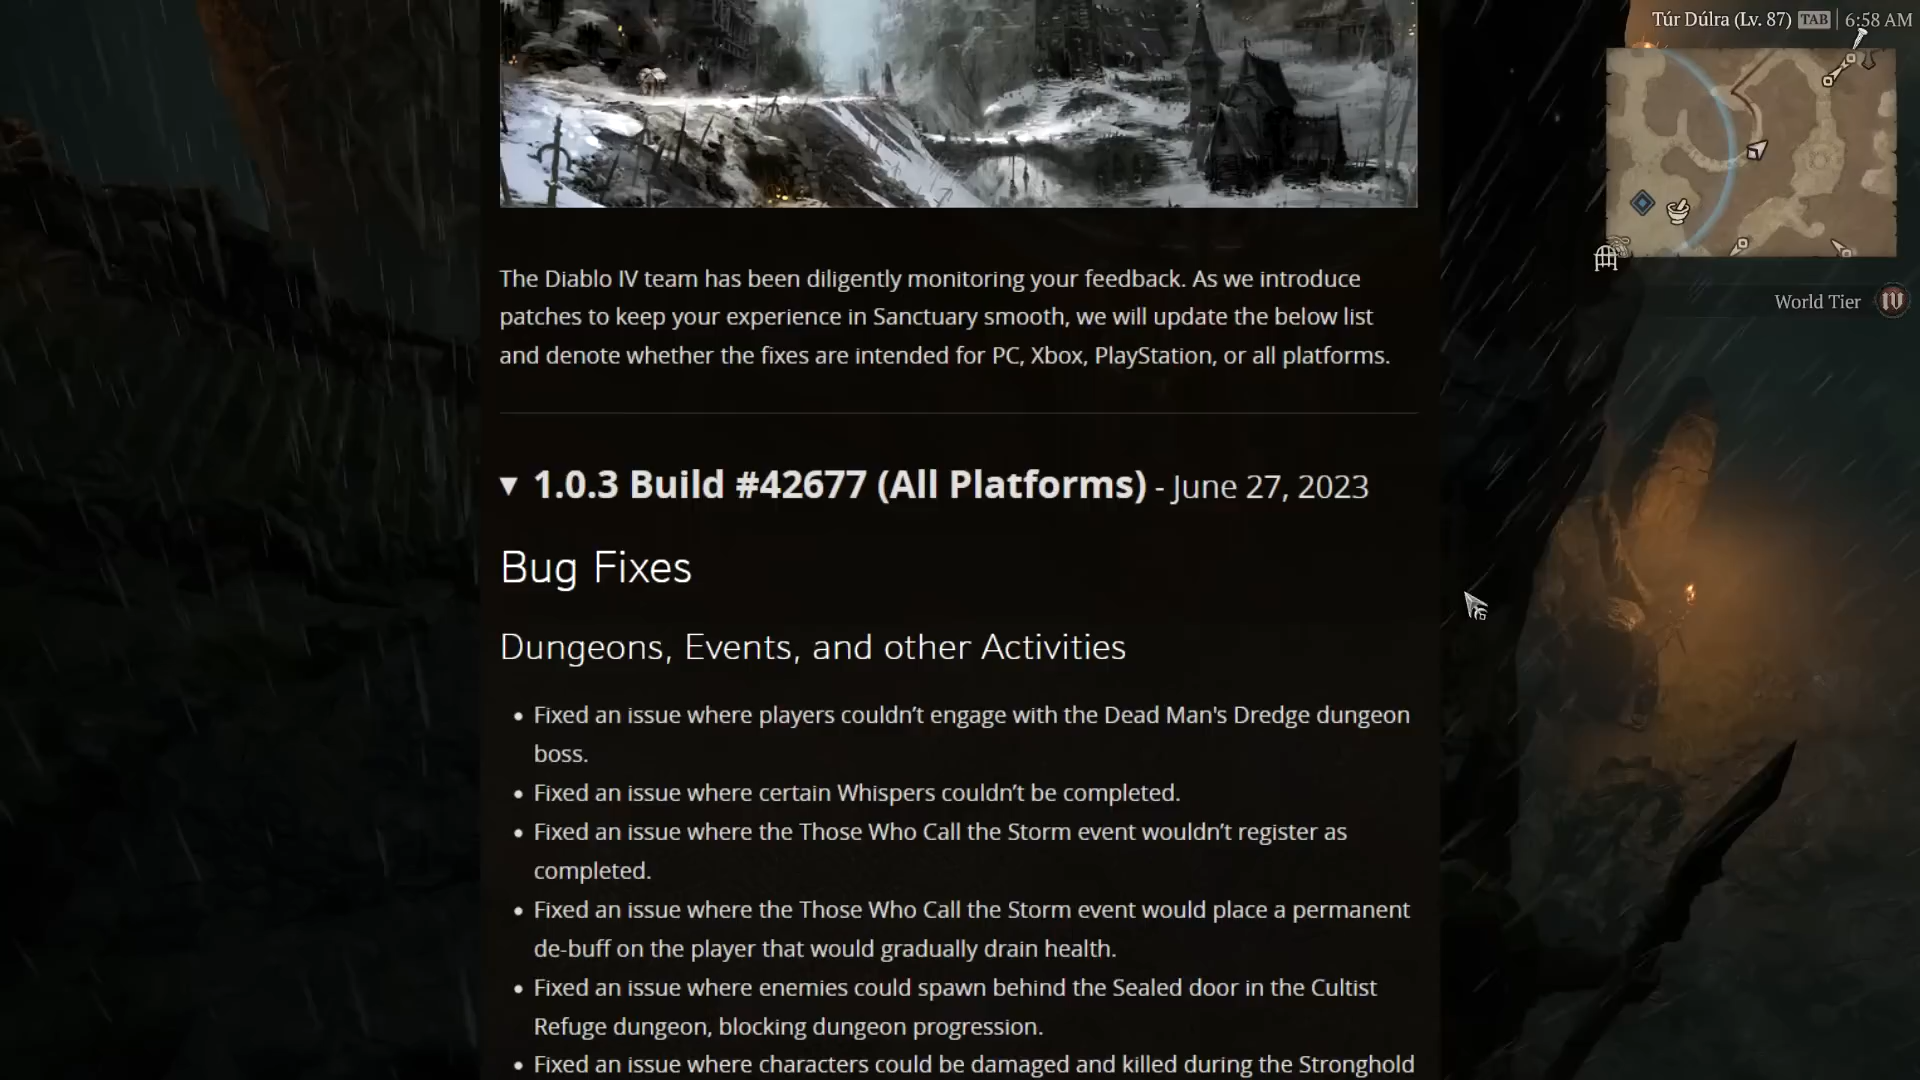 Túr Dúlra (Lv. 87) TAB 6:58 AM
World Tier IV
The Diablo IV team has been diligently monitoring your feedback. As we introduce
patches to keep your experience in Sanctuary smooth, we will update the below list
and denote whether the fixes are intended for PC, Xbox, PlayStation, or all platforms.
▼ 1.0.3 Build #42677 (All Platforms) - June 27, 2023
Bug Fixes
Dungeons, Events, and other Activities
• Fixed an issue where players couldn’t engage with the Dead Man's Dredge dungeon
boss.
• Fixed an issue where certain Whispers couldn’t be completed.
• Fixed an issue where the Those Who Call the Storm event wouldn’t register as
completed.
• Fixed an issue where the Those Who Call the Storm event would place a permanent
de-buff on the player that would gradually drain health.
• Fixed an issue where enemies could spawn behind the Sealed door in the Cultist
Refuge dungeon, blocking dungeon progression.
• Fixed an issue where characters could be damaged and killed during the Stronghold